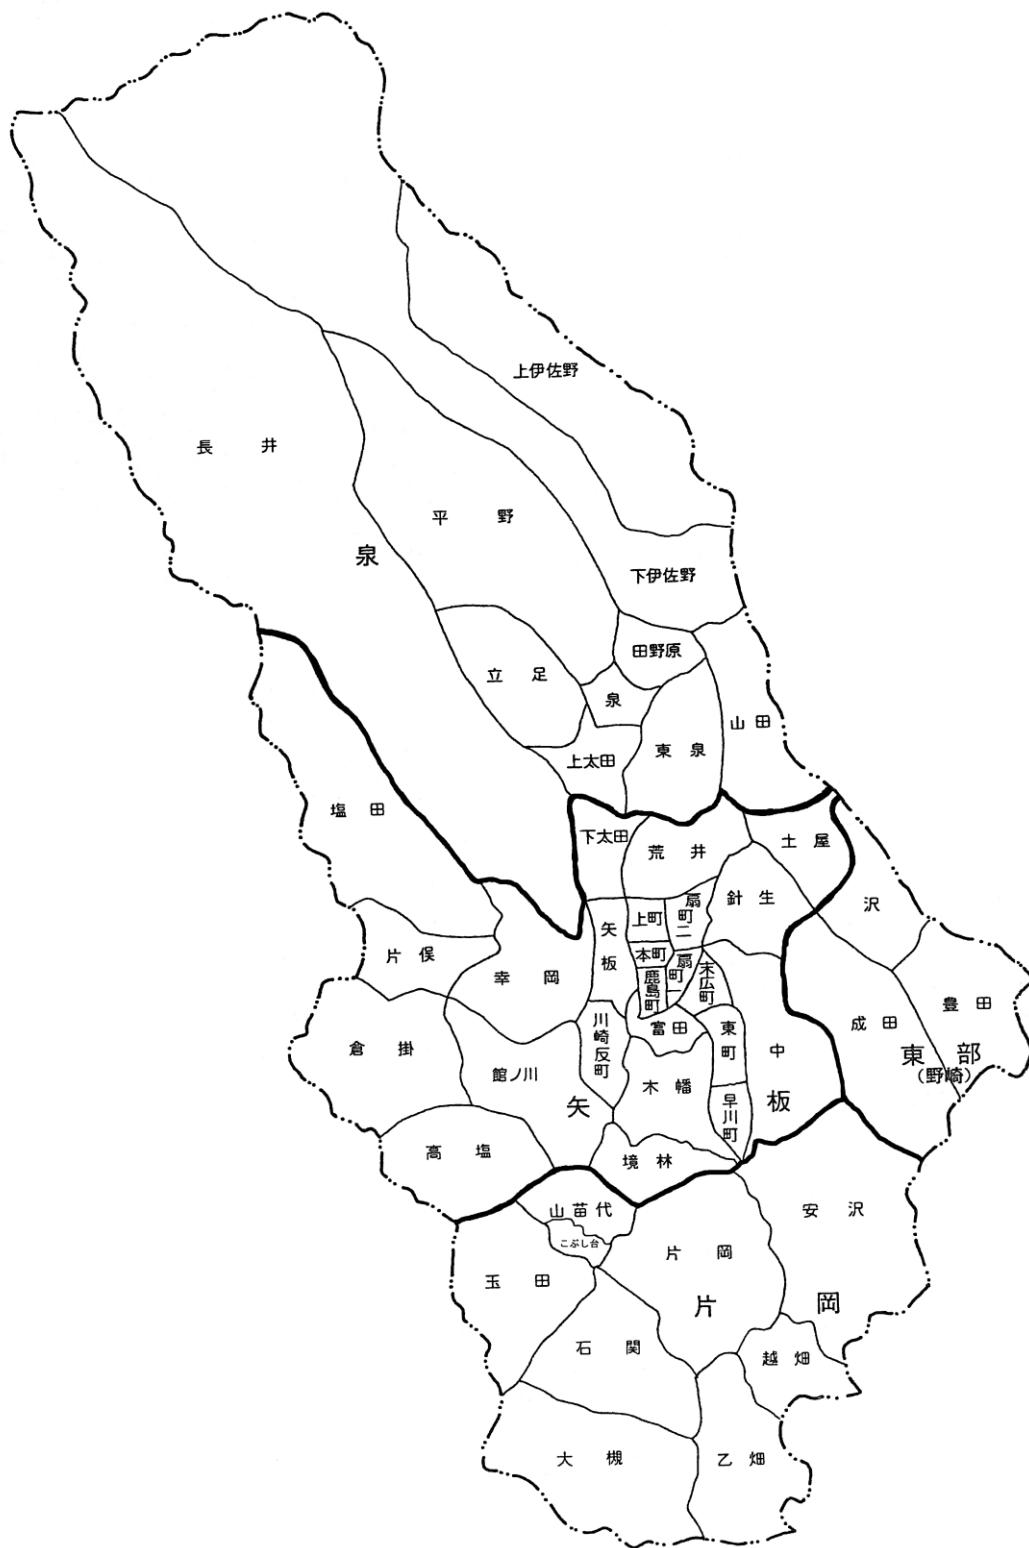 上伊佐野
長井
平野
泉
下伊佐野
田野原
立足
泉
山田
東泉
上太田
塩田
下太田
荒井
土屋
針生
沢
扇町二
上町
矢板
片俣
本町
扇町一
末広町
幸岡
鹿島町
豊田
川崎反町
富田
東町
成田
倉掛
中
東部
(野崎)
館ノ川
木幡
矢
板
早川町
高塩
境林
山苗代
安沢
こぶし台
片岡
玉田
片
岡
石関
越畑
大槻
乙畑